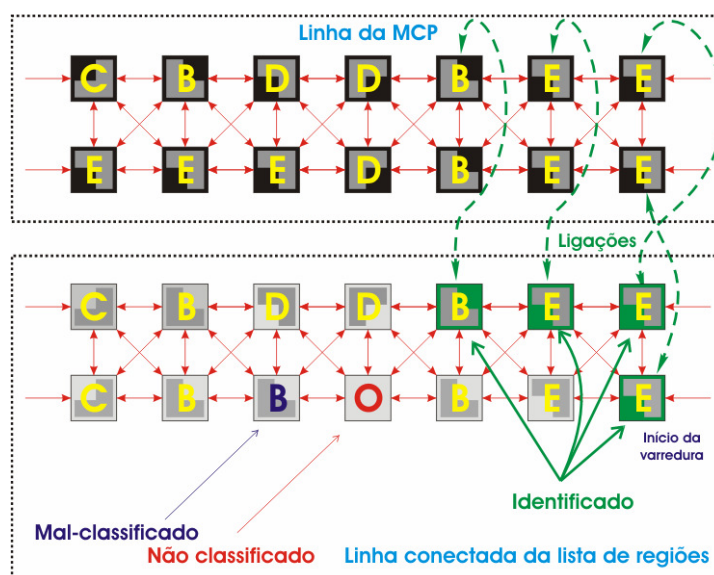 Linha da MCP
C B D D B E E
E E E D B E E
Ligações
C B D D B E E
C B B O B E E
Início da
varredura
Identificado
Mal-classificado
Não classificado
Linha conectada da lista de regiões